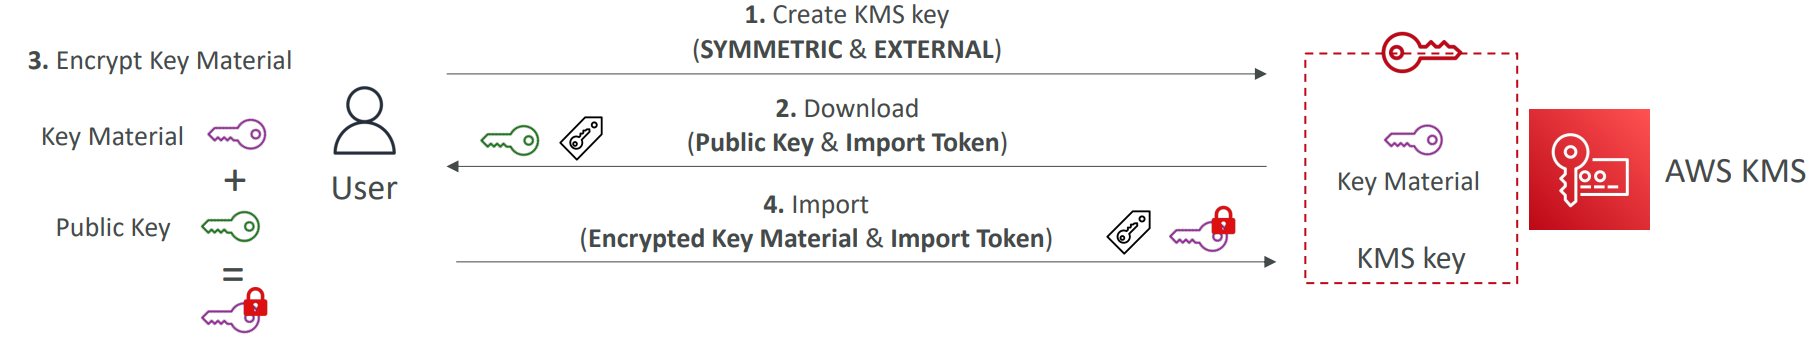 1. Create KMS key
(SYMMETRIC & EXTERNAL)
2. Download
(Public Key & Import Token)
3. Encrypt Key Material
Key Material
+
Public Key
=
User
4. Import
(Encrypted Key Material & Import Token)
Key Material
KMS key
AWS KMS